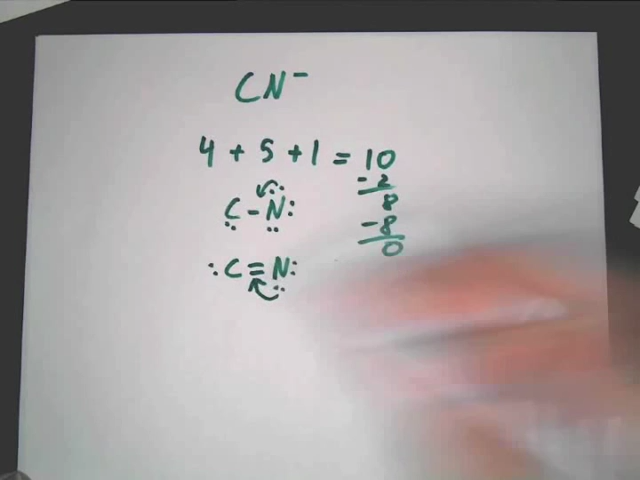 CN⁻
4 + 5 + 1 = 10
- 2
8
C - N:
- 8
0
:C = N: